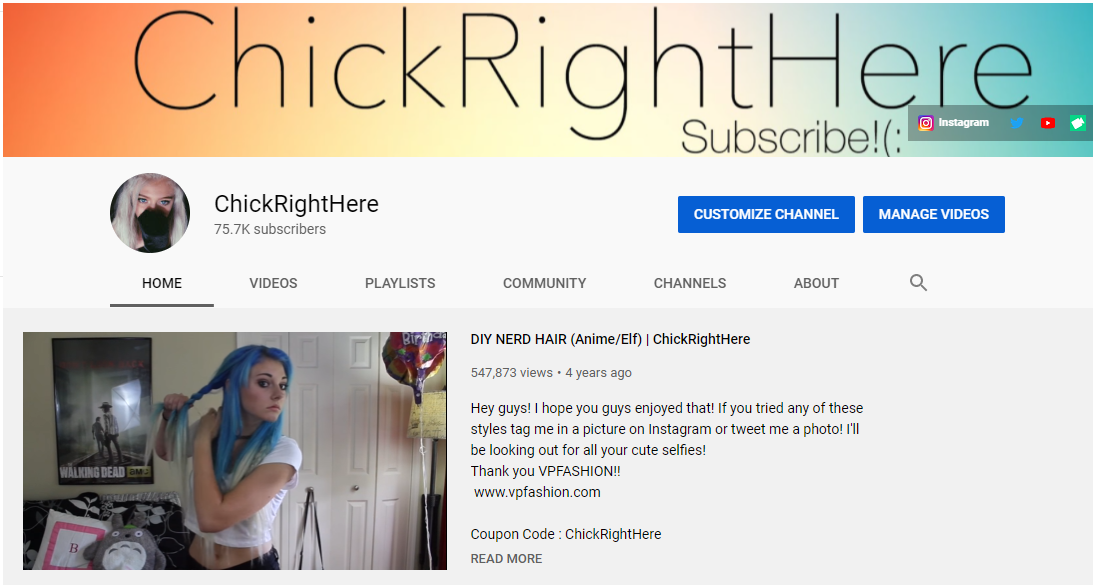 ChickRightHere
Subscribe!(:
Instagram
ChickRightHere
75.7K subscribers
CUSTOMIZE CHANNEL
MANAGE VIDEOS
HOME
VIDEOS
PLAYLISTS
COMMUNITY
CHANNELS
ABOUT
THE
WALKING DEAD
amc
Birthday
B
DIY NERD HAIR (Anime/Elf) | ChickRightHere
547,873 views • 4 years ago
Hey guys! I hope you guys enjoyed that! If you tried any of these
styles tag me in a picture on Instagram or tweet me a photo! I'll
be looking out for all your cute selfies!
Thank you VPFASHION!!
www.vpfashion.com
Coupon Code : ChickRightHere
READ MORE